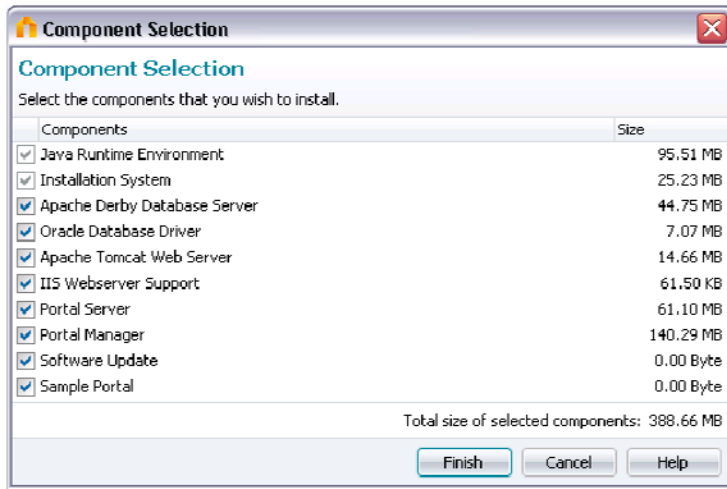 Component Selection
Component Selection
Select the components that you wish to install.
Components Size
Java Runtime Environment 95.51 MB
Installation System 25.23 MB
Apache Derby Database Server 44.75 MB
Oracle Database Driver 7.07 MB
Apache Tomcat Web Server 14.66 MB
IIS Webserver Support 61.50 KB
Portal Server 61.10 MB
Portal Manager 140.29 MB
Software Update 0.00 Byte
Sample Portal 0.00 Byte
Total size of selected components: 388.66 MB
Finish Cancel Help